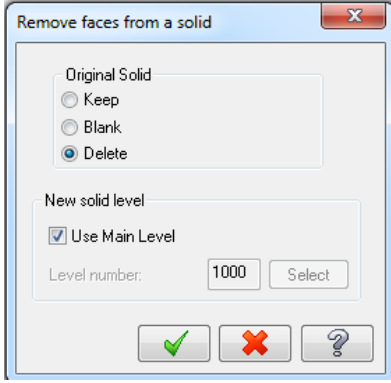 Remove faces from a solid
Original Solid
Keep
Blank
Delete
New solid level
Use Main Level
Level number: 1000 Select